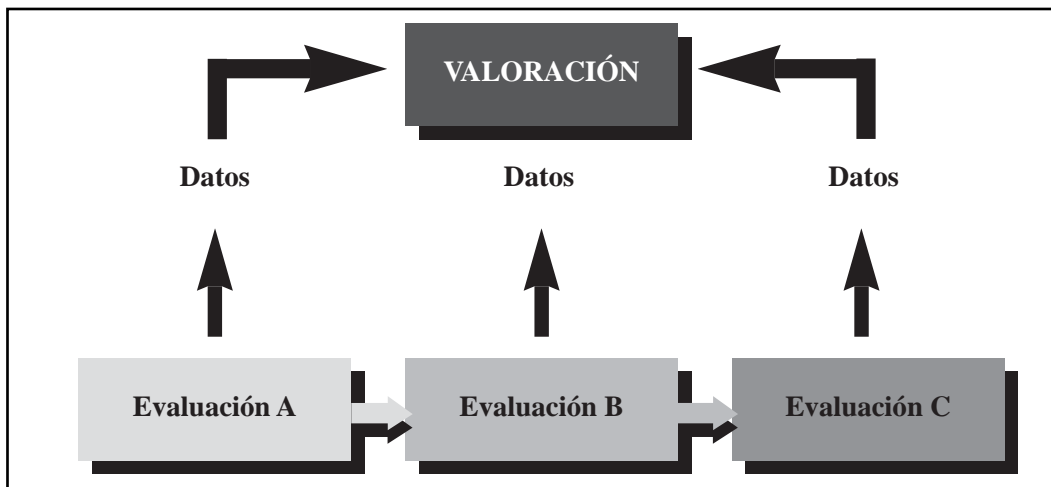 VALORACIÓN
Datos
Datos
Datos
Evaluación A
Evaluación B
Evaluación C